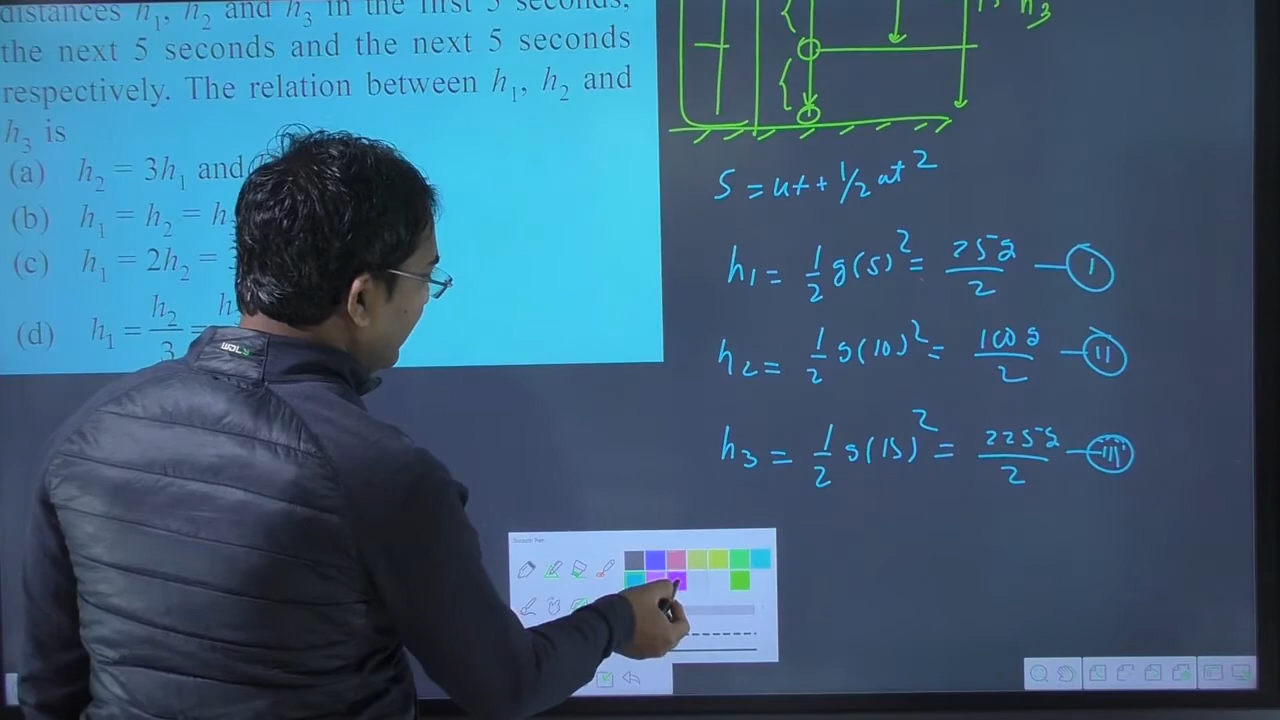 distances h₁, h₂ and h₃ in the first 5 seconds,
the next 5 seconds and the next 5 seconds
respectively. The relation between h₁, h₂ and
h₃ is
(a) h₂ = 3h₁ and
(b) h₁ = h₂ = h
(c) h₁ = 2h₂ =
(d) h₁ = h₂/3 = h
h₃
S = ut + 1/2 at²
h₁ = 1/2 g(5)² = 25g/2 — I
h₂ = 1/2 g(10)² = 100g/2 — II
h₃ = 1/2 g(15)² = 225g/2 — III